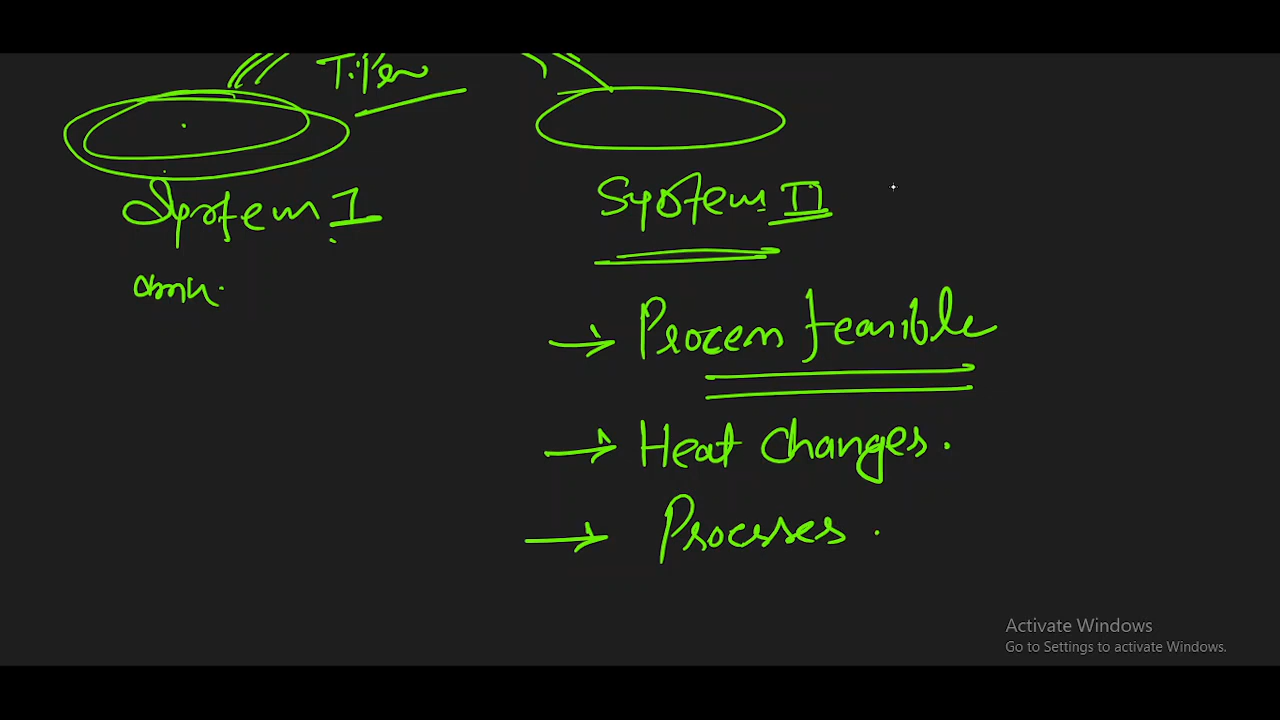 System I
System II
→ Process feasible
→ Heat Changes.
→ Processes.
Activate Windows
Go to Settings to activate Windows.